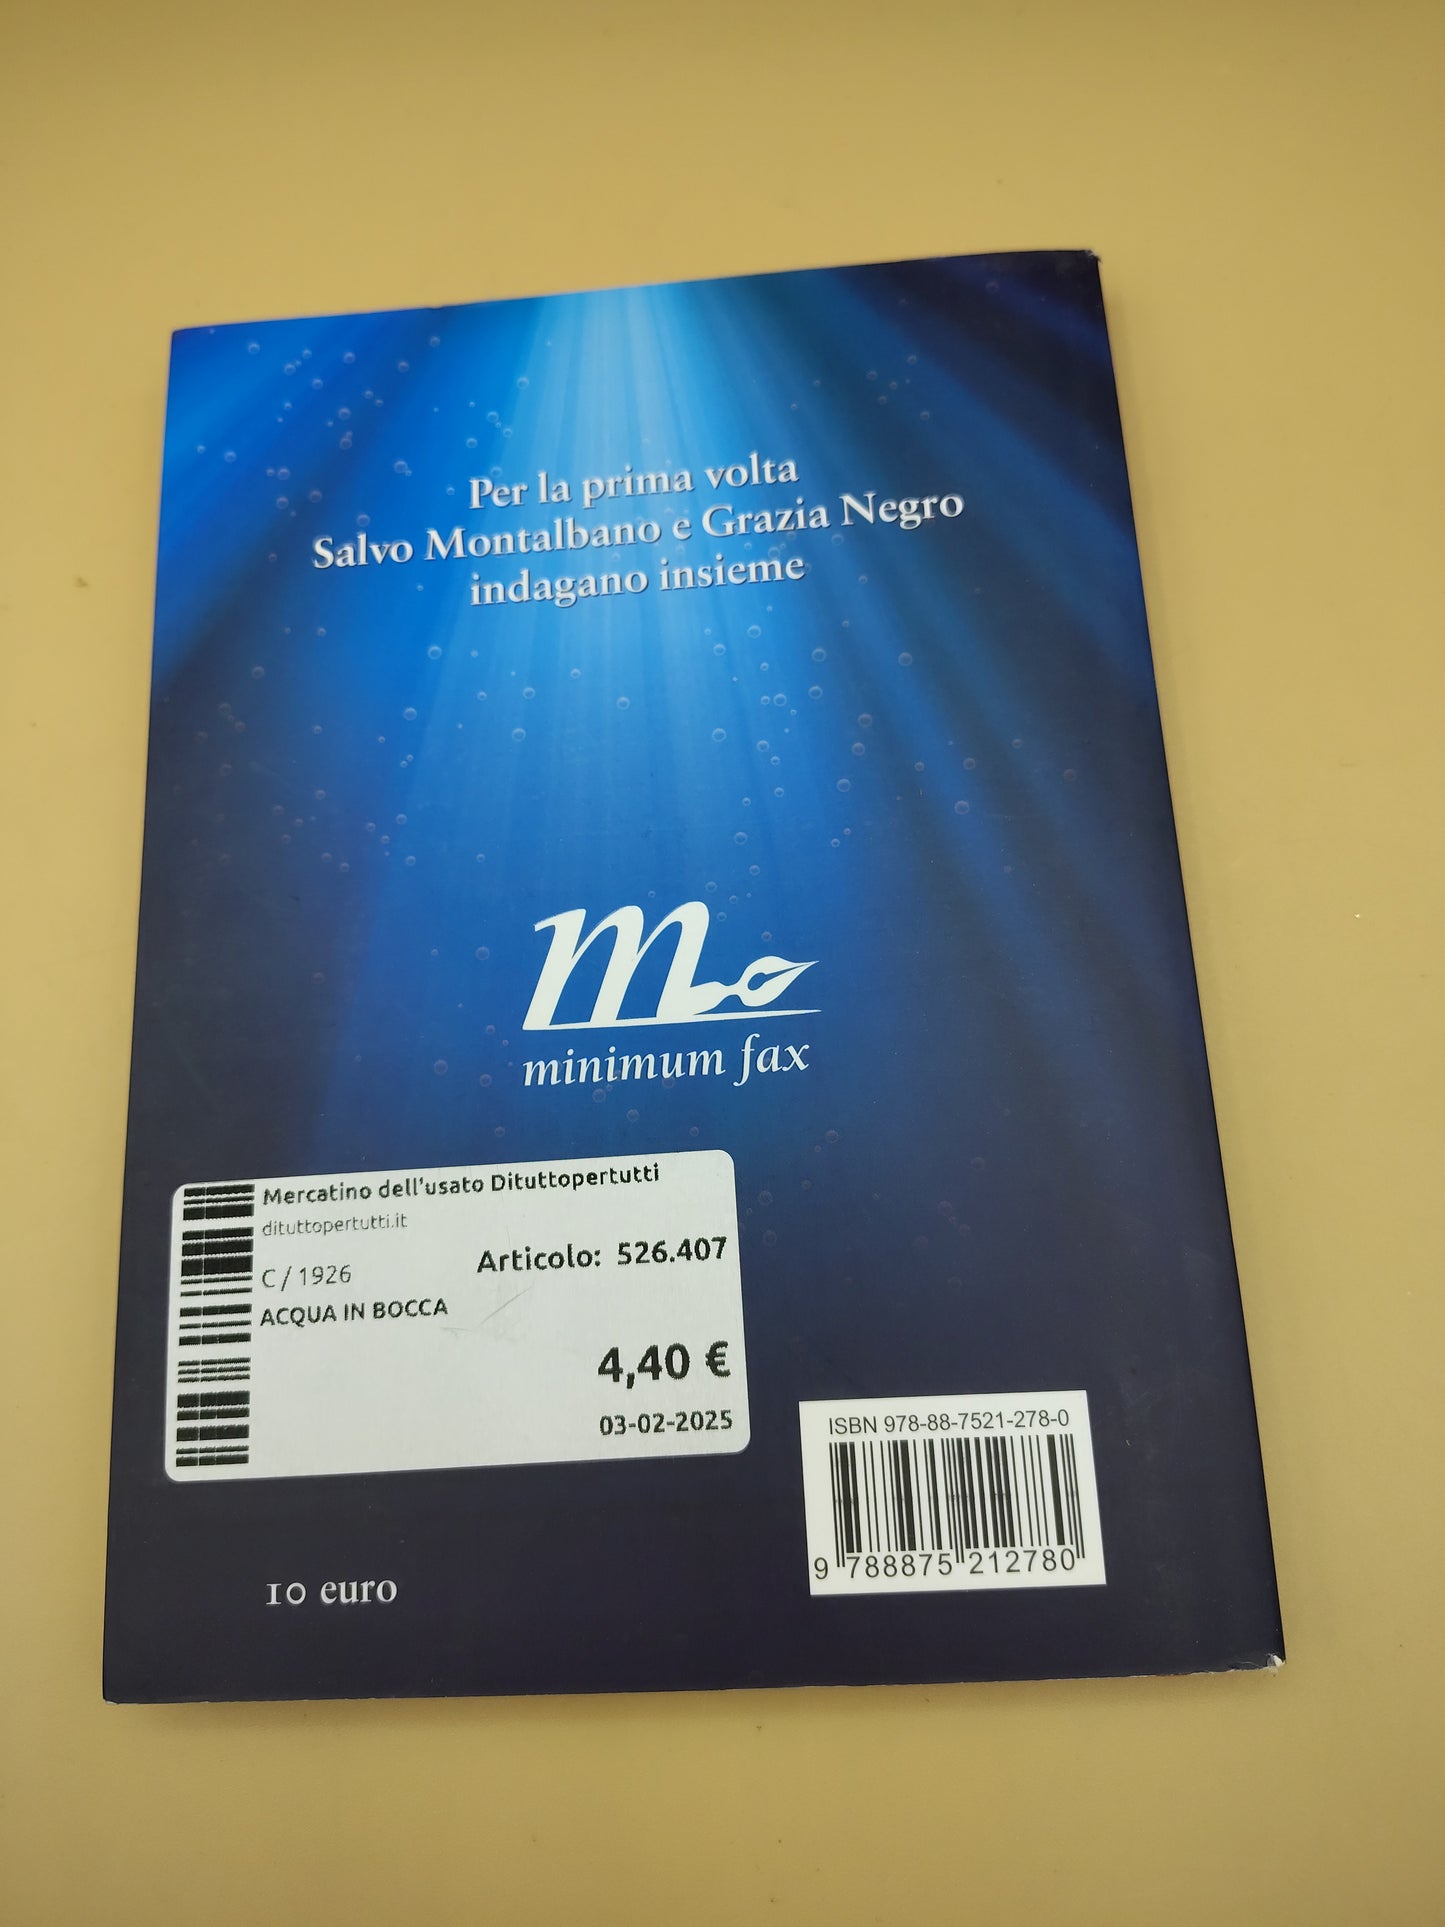 Per la prima volta
Salvo Montalbano e Grazia Negro
indagano insieme
minimum fax
Mercatino dell'usato Dituttopertutti
dituttopertutti.it
Articolo: 526.407
C / 1926
ACQUA IN BOCCA
4,40 €
03-02-2025
ISBN 978-88-7521-278-0
9 788875 212780
10 euro